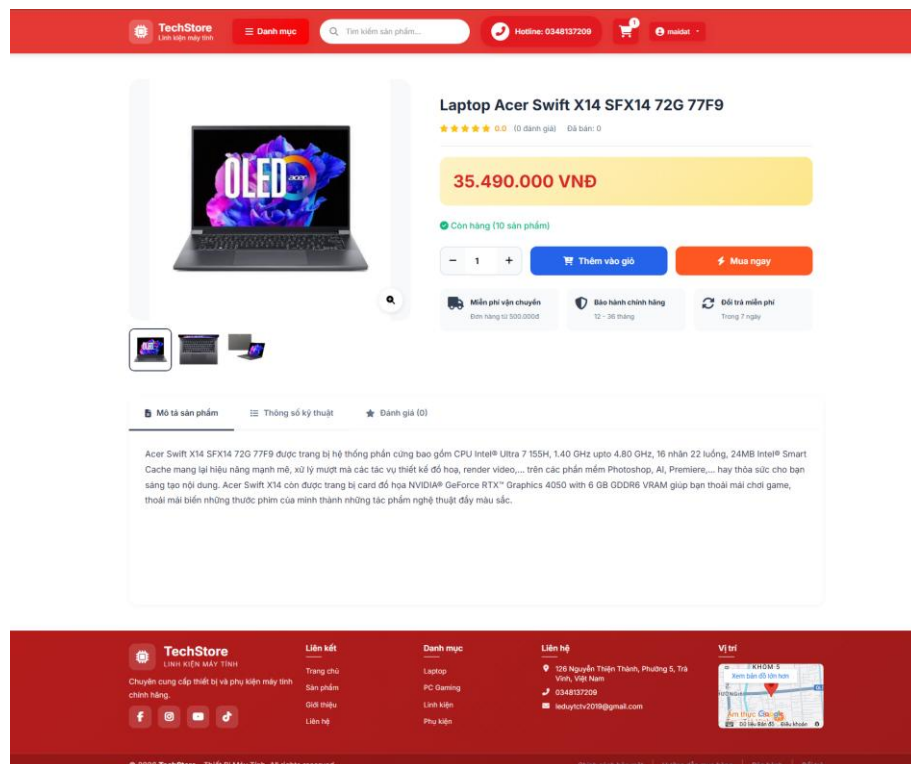 TechStore
Linh kiện máy tính
Danh mục
Tìm kiếm sản phẩm...
Hotline: 0348137209
1
maidat
OLED
acer
Laptop Acer Swift X14 SFX14 72G 77F9
0.0 (0 đánh giá) Đã bán: 0
35.490.000 VNĐ
Còn hàng (10 sản phẩm)
− 1 +
Thêm vào giỏ
Mua ngay
Miễn phí vận chuyển
Đơn hàng từ 500.000đ
Bảo hành chính hãng
12 - 36 tháng
Đổi trả miễn phí
Trong 7 ngày
Mô tả sản phẩm
Thông số kỹ thuật
Đánh giá (0)
Acer Swift X14 SFX14 72G 77F9 được trang bị hệ thống phần cứng bao gồm CPU Intel® Ultra 7 155H, 1.40 GHz upto 4.80 GHz, 16 nhân 22 luồng, 24MB Intel® Smart
Cache mang lại hiệu năng mạnh mẽ, xử lý mượt mà các tác vụ thiết kế đồ hoạ, render video,... trên các phần mềm Photoshop, AI, Premiere,... hay thỏa sức cho bạn
sáng tạo nội dung. Acer Swift X14 còn được trang bị card đồ họa NVIDIA® GeForce RTX™ Graphics 4050 with 6 GB GDDR6 VRAM giúp bạn thoải mái chơi game,
thoải mái biến những thước phim của mình thành những tác phẩm nghệ thuật đầy màu sắc.
TechStore
LINH KIỆN MÁY TÍNH
Chuyên cung cấp thiết bị và phụ kiện máy tính
chính hãng.
Liên kết
Trang chủ
Sản phẩm
Giới thiệu
Liên hệ
Danh mục
Laptop
PC Gaming
Linh kiện
Phụ kiện
Liên hệ
126 Nguyễn Thiện Thành, Phường 5, Trà
Vinh, Việt Nam
0348137209
leduytctv2019@gmail.com
Vị trí
KHÓM 5
Xem bản đồ lớn hơn
Ẩm thực
Google
Dữ liệu Bản đồ Điều khoản